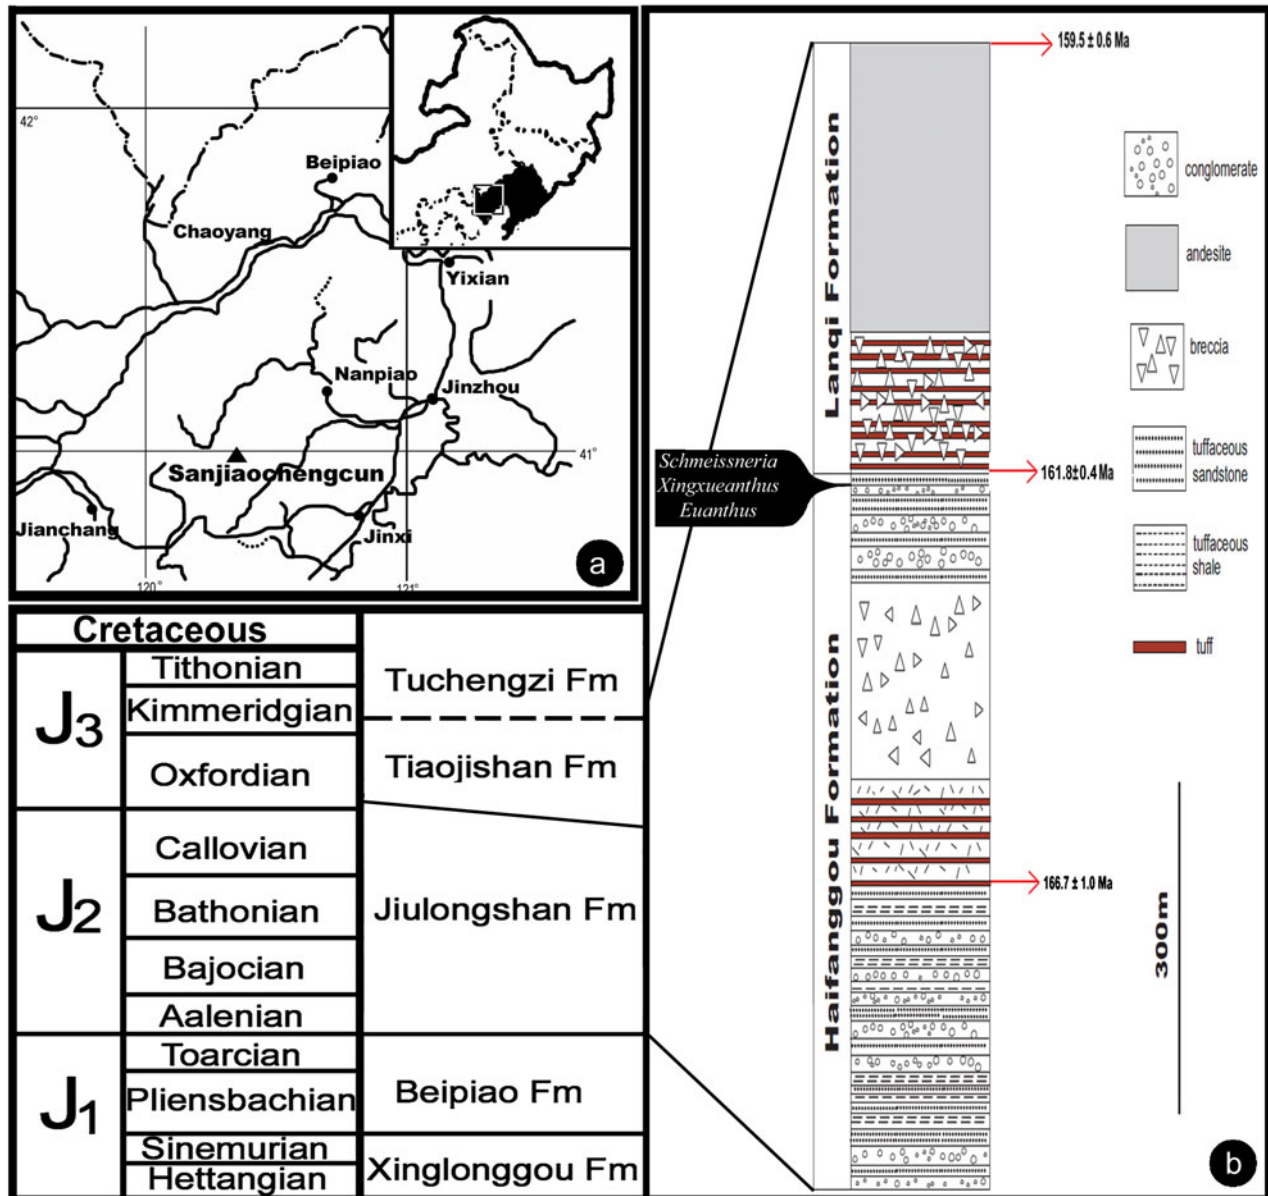 42°
Beipiao
Chaoyang
Yixian
Nanpiao
Jinzhou
41°
Sanjiaochengcun
Jianchang
Jinxi
120°
121°
a
Cretaceous
J3
Tithonian
Kimmeridgian
Oxfordian
J2
Callovian
Bathonian
Bajocian
Aalenian
J1
Toarcian
Pliensbachian
Sinemurian
Hettangian
Tuchengzi Fm
Tiaojishan Fm
Jiulongshan Fm
Beipiao Fm
Xinglonggou Fm
Lanqi Formation
Haifanggou Formation
Schmeissneria
Xingxueanthus
Euanthus
159.5 ± 0.6 Ma
161.8±0.4 Ma
166.7 ± 1.0 Ma
conglomerate
andesite
breccia
tuffaceous
sandstone
tuffaceous
shale
tuff
300m
b